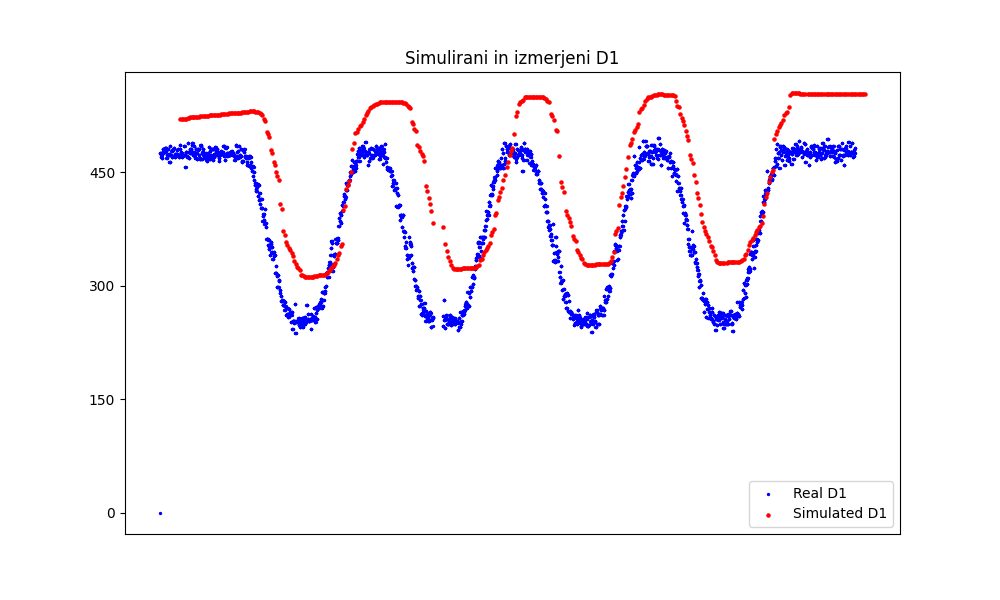 Simulirani in izmerjeni D1
450
300
150
0
Real D1
Simulated D1